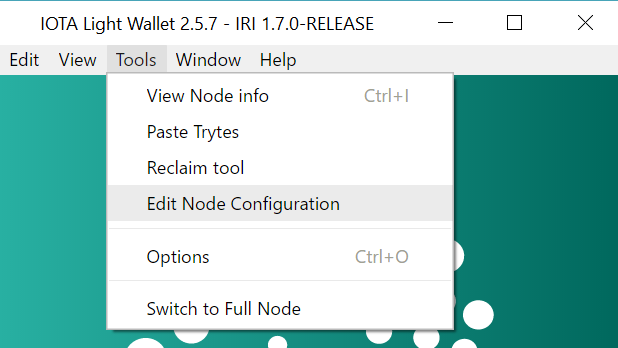 IOTA Light Wallet 2.5.7 - IRI 1.7.0-RELEASE
Edit View Tools Window Help
View Node info Ctrl+I
Paste Trytes
Reclaim tool
Edit Node Configuration
Options Ctrl+O
Switch to Full Node